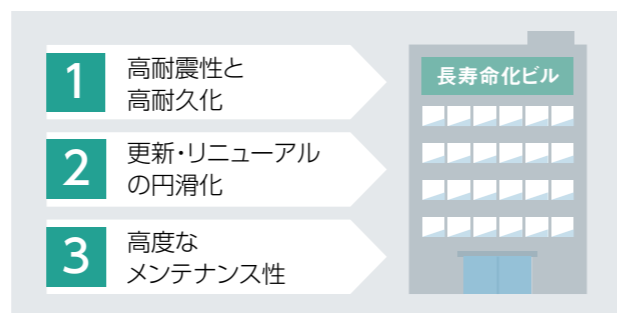 1
高耐震性と
高耐久化
2
更新・リニューアル
の円滑化
3
高度な
メンテナンス性
長寿命化ビル